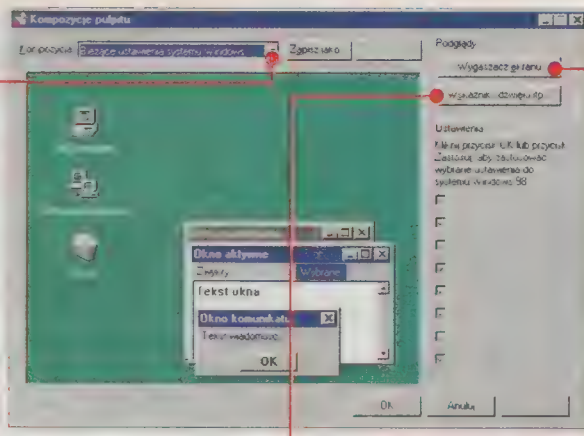 Kompozycje pulpitu
Kompozycja: Bieżące ustawienia systemu Windows
Zapisz jako
Podglądy
Wygaszacz ekranu
Wskaźniki, dźwięki itp.
Ustawienia
Kliknij przycisk OK lub przycisk
Zastosuj, aby zastosować
wybrane ustawienia do
systemu Windows 98
Okno aktywne
Zwykły
Wybrane
Tekst okna
Okno komunikatu
Tekst wiadomości
OK
OK
Anuluj